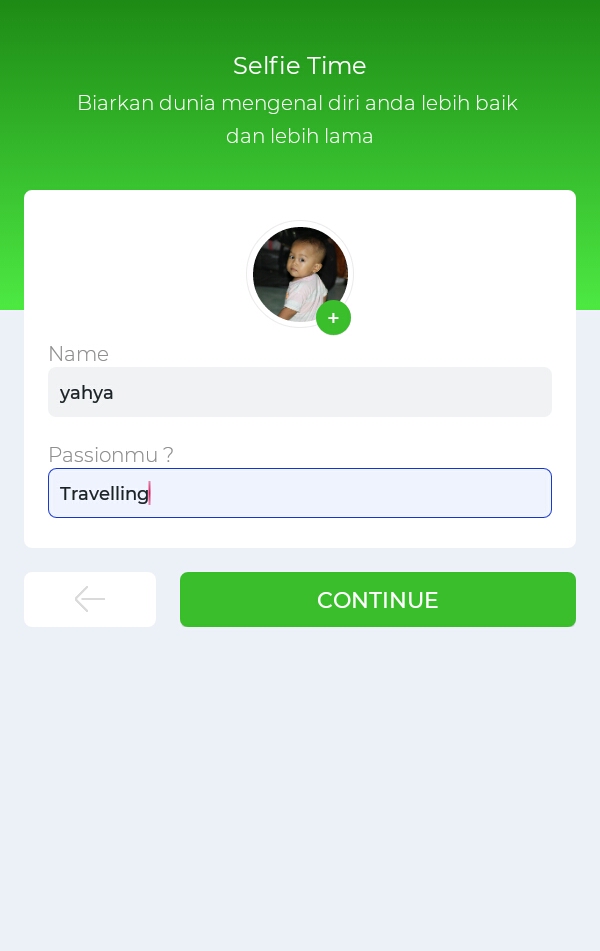 Selfie Time
Biarkan dunia mengenal diri anda lebih baik
dan lebih lama
+
Name
yahya
Passionmu ?
Travelling
CONTINUE